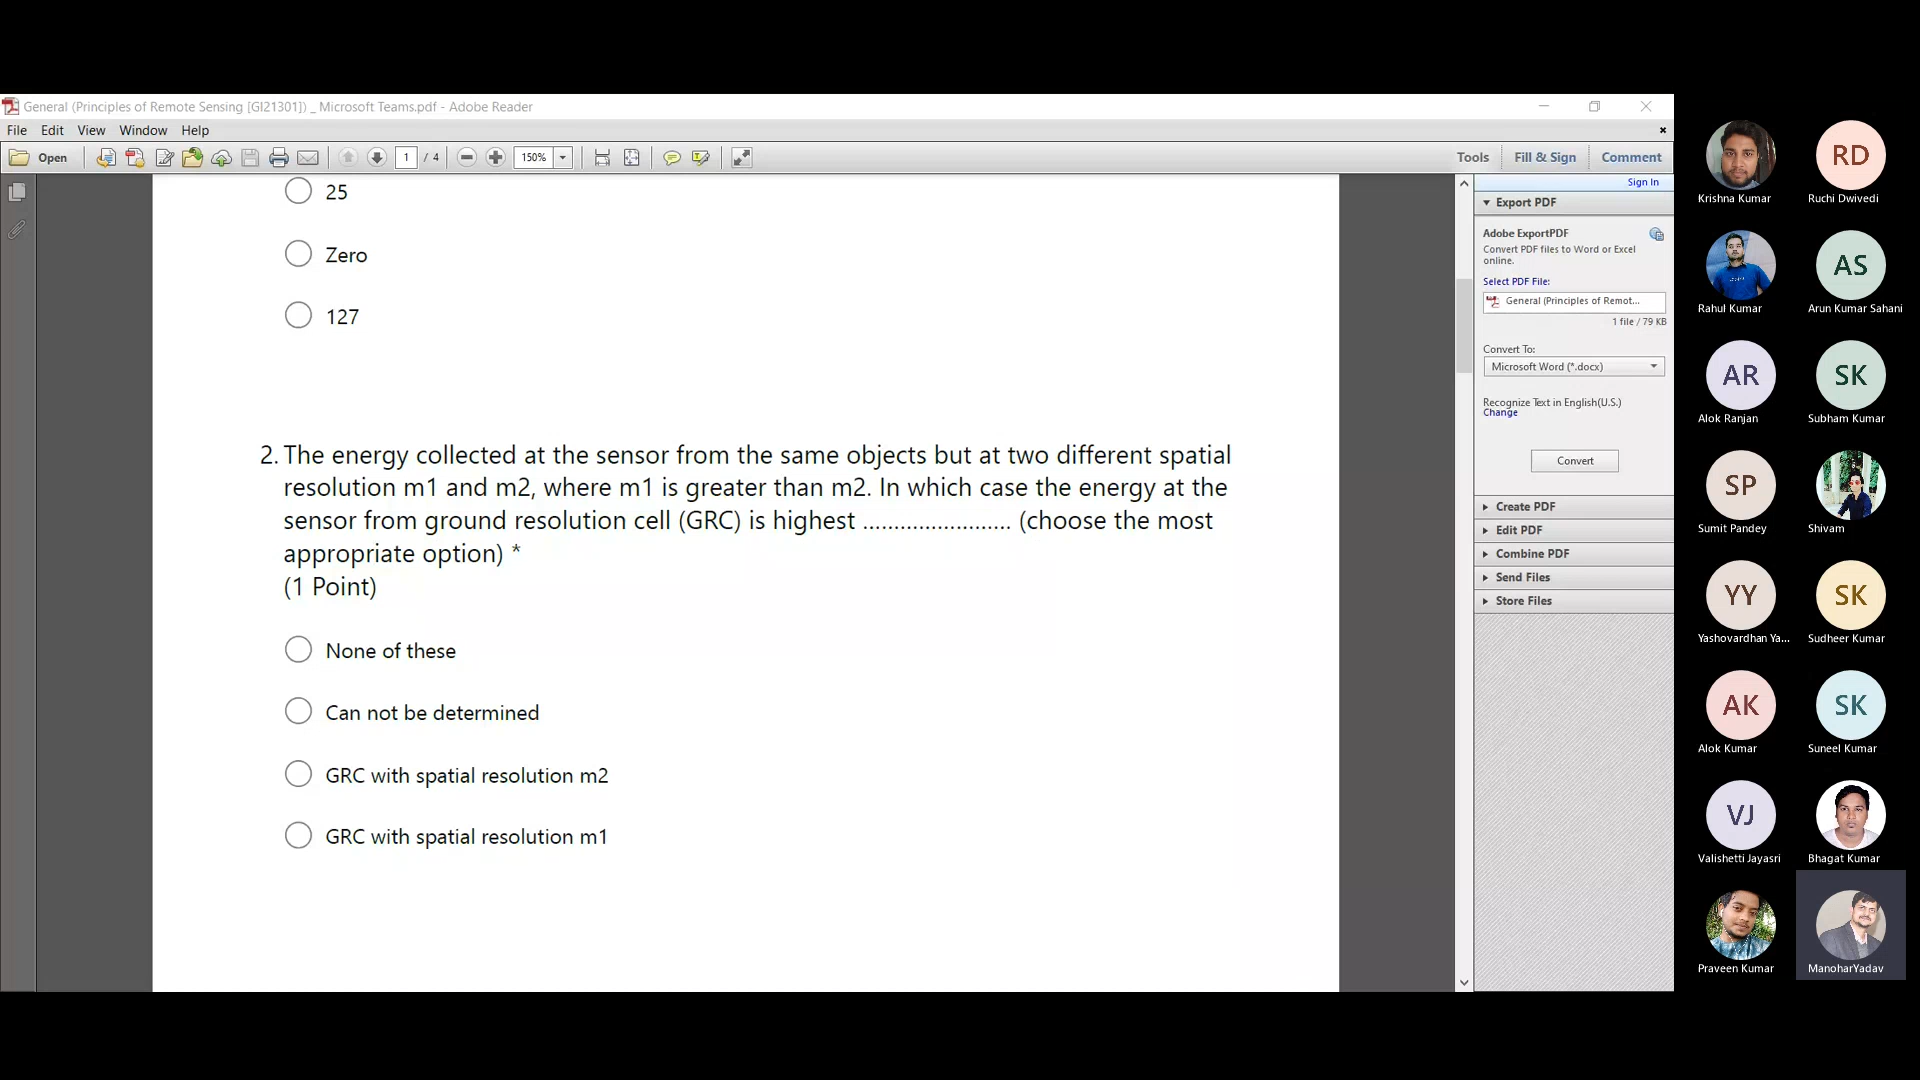 General (Principles of Remote Sensing [GI21301]) _ Microsoft Teams.pdf - Adobe Reader
File Edit View Window Help
Open
1 / 4
150%
Tools
Fill & Sign
Comment
25
Zero
127
2. The energy collected at the sensor from the same objects but at two different spatial
resolution m1 and m2, where m1 is greater than m2. In which case the energy at the
sensor from ground resolution cell (GRC) is highest ........................ (choose the most
appropriate option) *
(1 Point)
None of these
Can not be determined
GRC with spatial resolution m2
GRC with spatial resolution m1
Sign In
Export PDF
Adobe ExportPDF
Convert PDF files to Word or Excel
online.
Select PDF File:
General (Principles of Remot...
1 file / 79 KB
Convert To:
Microsoft Word (*.docx)
Recognize Text in English(U.S.)
Change
Convert
Create PDF
Edit PDF
Combine PDF
Send Files
Store Files
RD
Krishna Kumar
Ruchi Dwivedi
AS
Rahul Kumar
Arun Kumar Sahani
AR
SK
Alok Ranjan
Subham Kumar
SP
Sumit Pandey
Shivam
YY
SK
Yashovardhan Ya...
Sudheer Kumar
AK
SK
Alok Kumar
Suneel Kumar
VJ
Valishetti Jayasri
Bhagat Kumar
Praveen Kumar
ManoharYadav